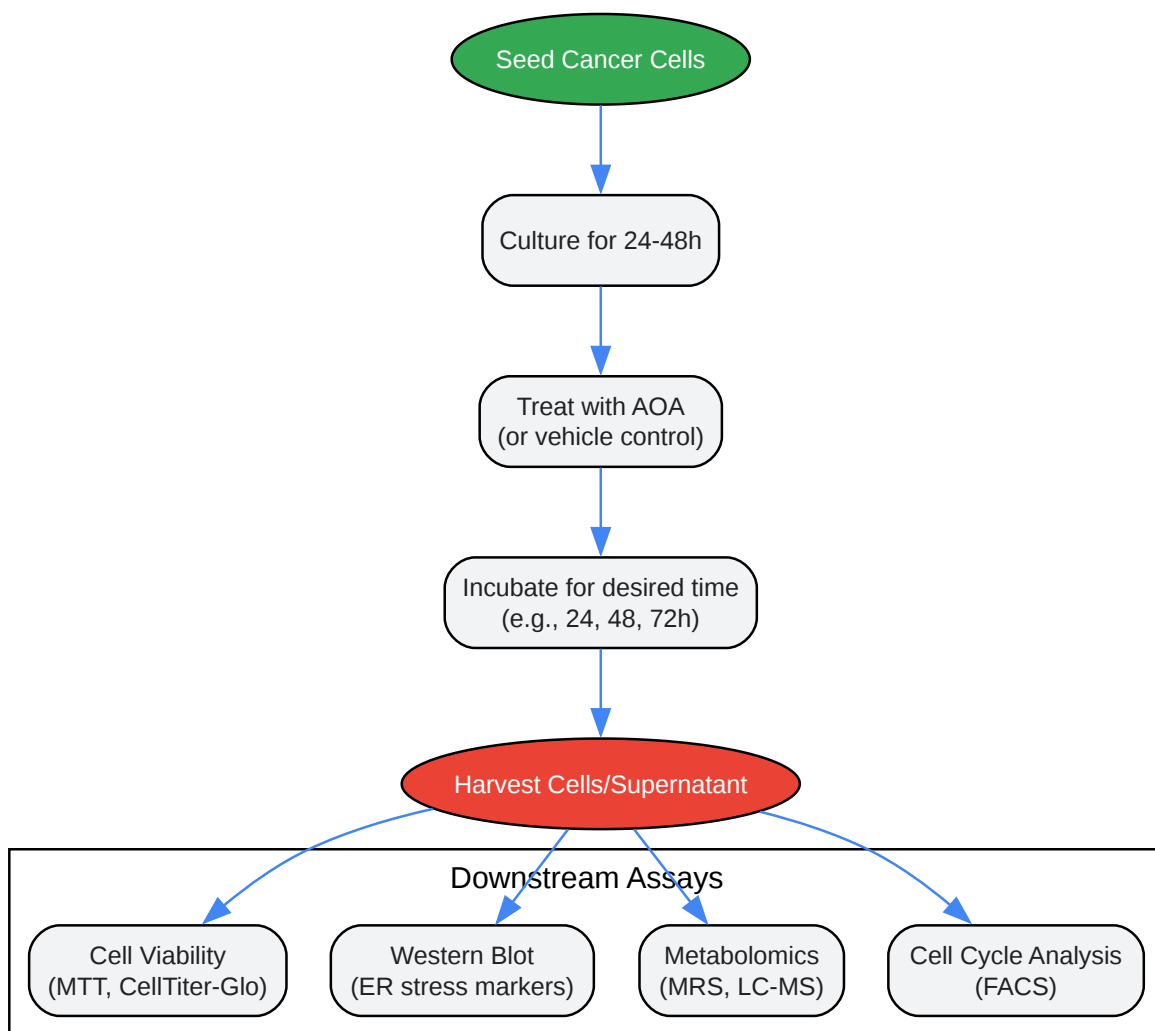 Seed Cancer Cells
Culture for 24-48h
Treat with AOA
(or vehicle control)
Incubate for desired time
(e.g., 24, 48, 72h)
Harvest Cells/Supernatant
Downstream Assays
Cell Viability
(MTT, CellTiter-Glo)
Western Blot
(ER stress markers)
Metabolomics
(MRS, LC-MS)
Cell Cycle Analysis
(FACS)